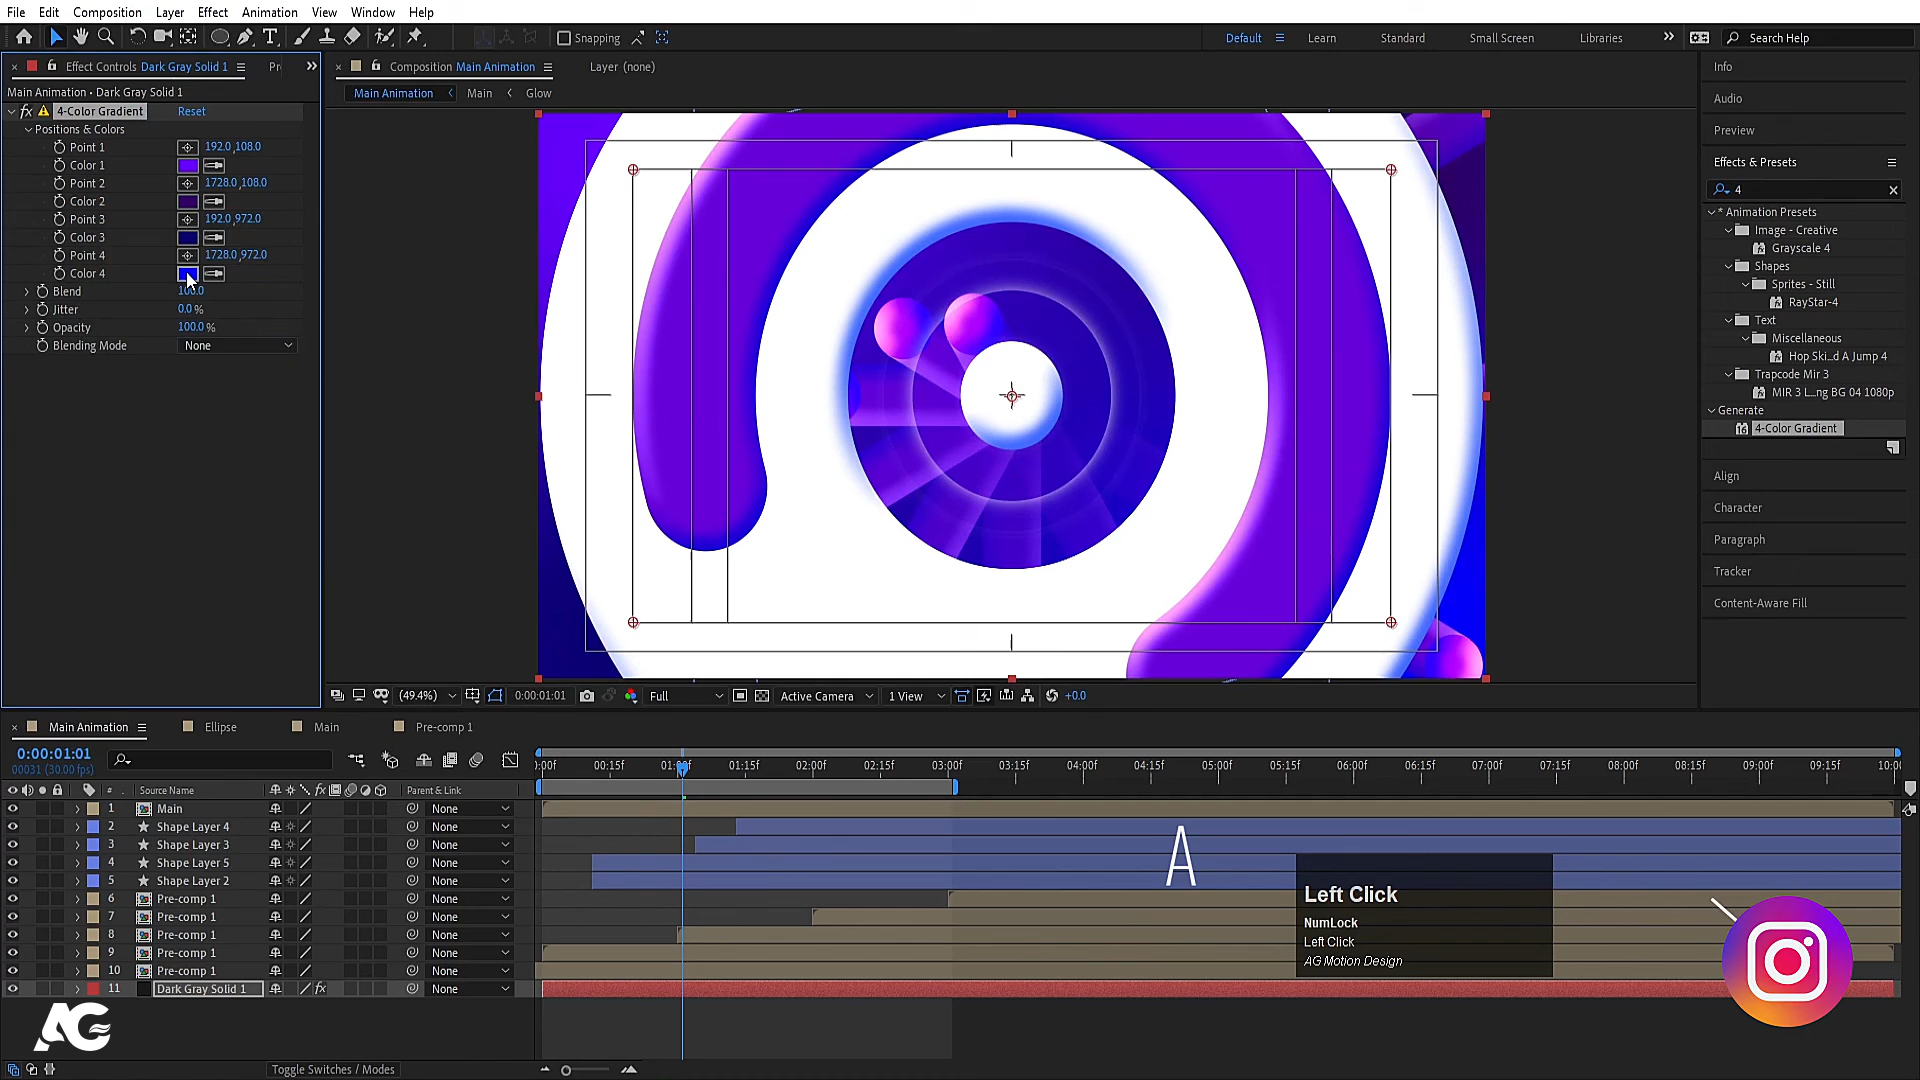 File Edit Composition Layer Effect Animation View Window Help
Snapping Default Learn Standard Small Screen Libraries Search Help
Effect Controls Dark Gray Solid 1
Main Animation • Dark Gray Solid 1
fx 4-Color Gradient Reset
Positions & Colors
Point 1 192.0,108.0
Color 1
Point 2 1728.0,108.0
Color 2
Point 3 192.0,972.0
Color 3
Point 4 1728.0,972.0
Color 4
Blend 100.0
Jitter 0.0 %
Opacity 100.0 %
Blending Mode None
Composition Main Animation Layer (none)
Main Animation Main Glow
(49.4%) 0:00:01:01 Full Active Camera 1 View +0.0
Info
Audio
Preview
Effects & Presets
4
* Animation Presets
Image - Creative
Grayscale 4
Shapes
Sprites - Still
RayStar-4
Text
Miscellaneous
Hop Ski...d A Jump 4
Trapcode Mir 3
MIR 3 L...ng BG 04 1080p
Generate
4-Color Gradient
Align
Character
Paragraph
Tracker
Content-Aware Fill
Main Animation Ellipse Main Pre-comp 1
0:00:01:01
00031 (30.00 fps)
:00f 00:15f 01:00f 01:15f 02:00f 02:15f 03:00f 03:15f 04:00f 04:15f 05:00f 05:15f 06:00f 06:15f 07:00f 07:15f 08:00f 08:15f 09:00f 09:15f 10:00
# Source Name fx Parent & Link
1 Main None
2 Shape Layer 4 None
3 Shape Layer 3 None
4 Shape Layer 5 None
5 Shape Layer 2 None
6 Pre-comp 1 None
7 Pre-comp 1 None
8 Pre-comp 1 None
9 Pre-comp 1 None
10 Pre-comp 1 None
11 Dark Gray Solid 1 fx None
A
Left Click
NumLock
Left Click
AG Motion Design
AG
Toggle Switches / Modes